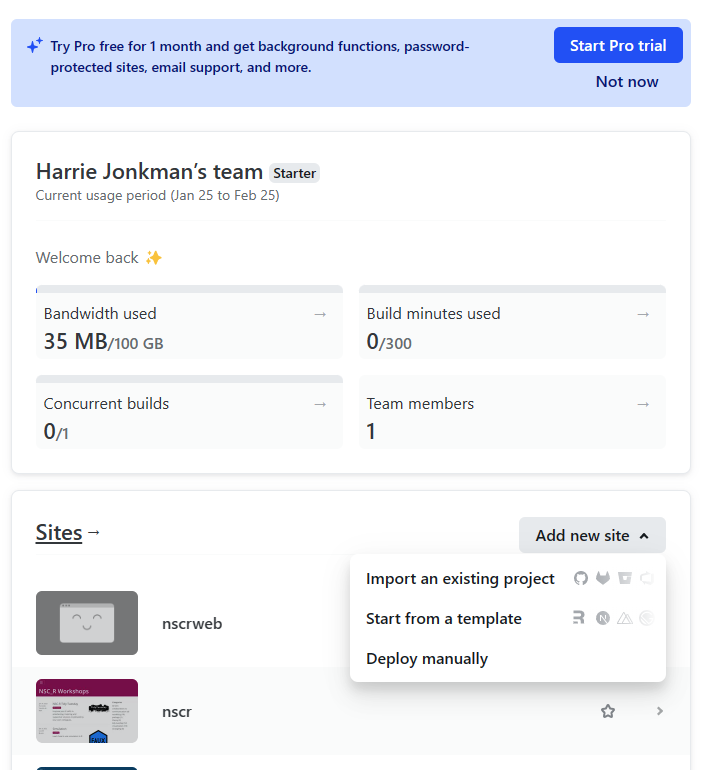 Try Pro free for 1 month and get background functions, password-
protected sites, email support, and more.
Start Pro trial
Not now
Harrie Jonkman’s team Starter
Current usage period (Jan 25 to Feb 25)
Welcome back ✨
Bandwidth used →
35 MB/100 GB
Build minutes used →
0/300
Concurrent builds →
0/1
Team members →
1
Sites →
Add new site
Import an existing project
Start from a template
Deploy manually
nscrweb
NSC_R Workshops
nscr